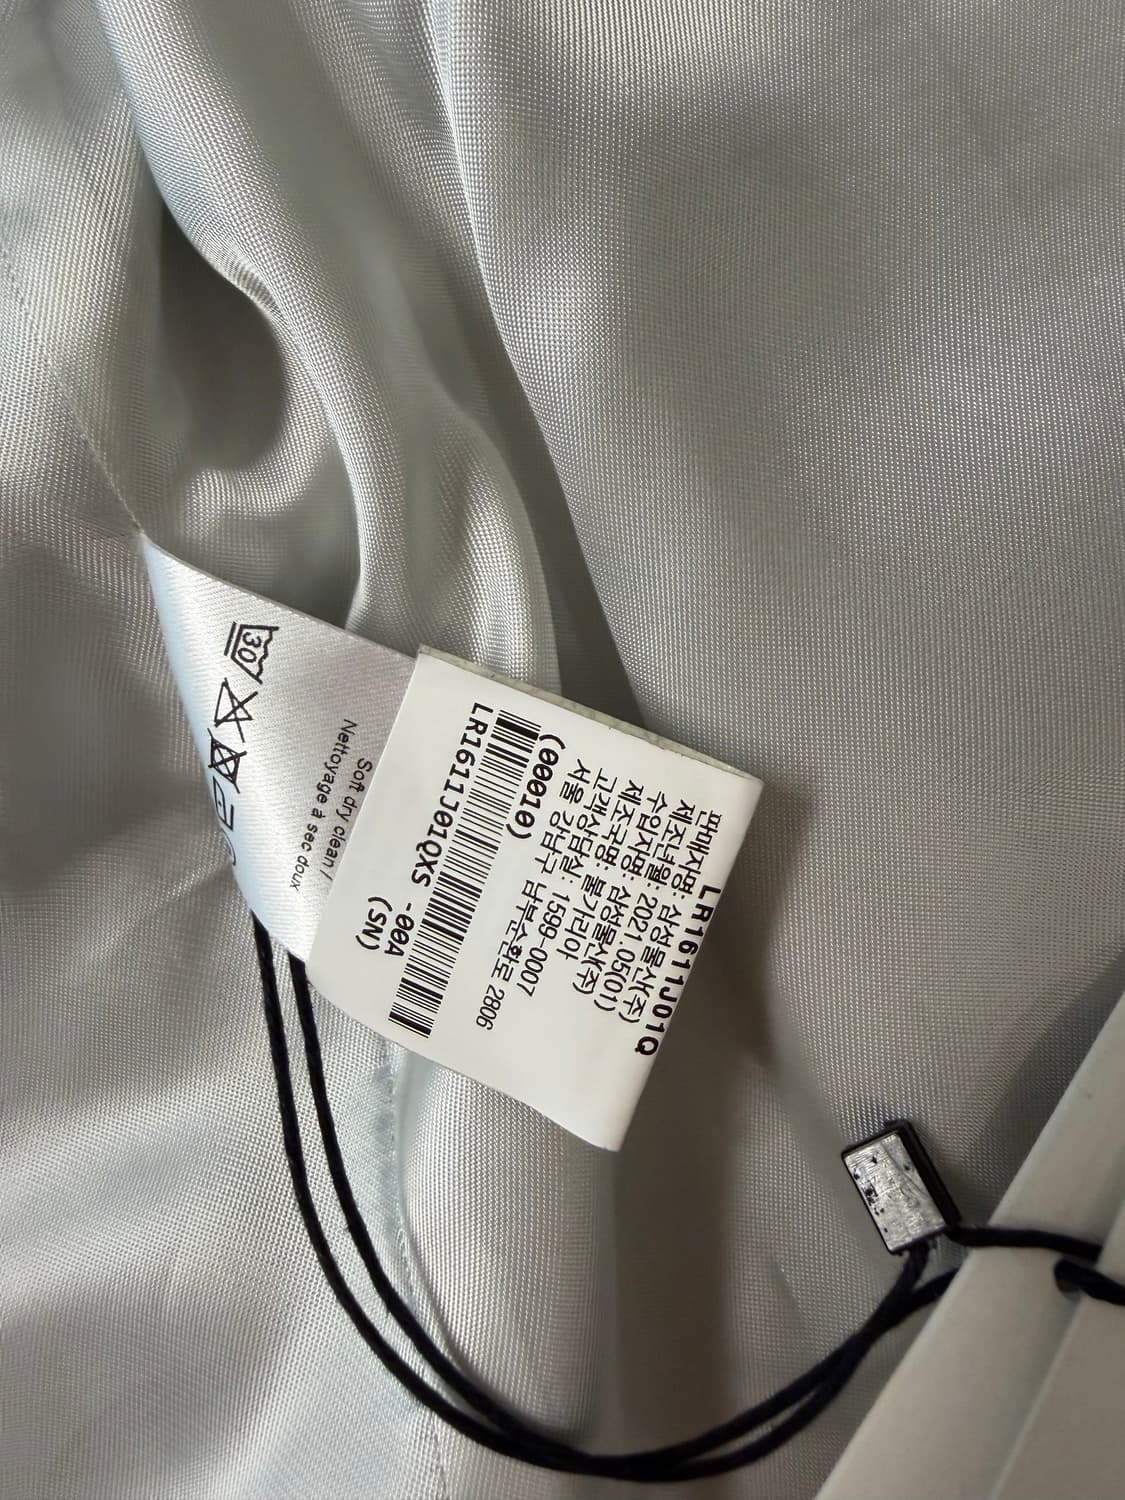 30
Soft dry clean /
Nettoyage a sec doux
LR1611J01Q
판매자명: 삼성물산(주)
제조년월: 2021.05(01)
수입자명: 삼성물산(주)
제조국명: 불가리아
고객상담실: 1599-0007
서울 강남구 남부순환로 2806
(00010)
LR1611J01QXS -00A
(SN)